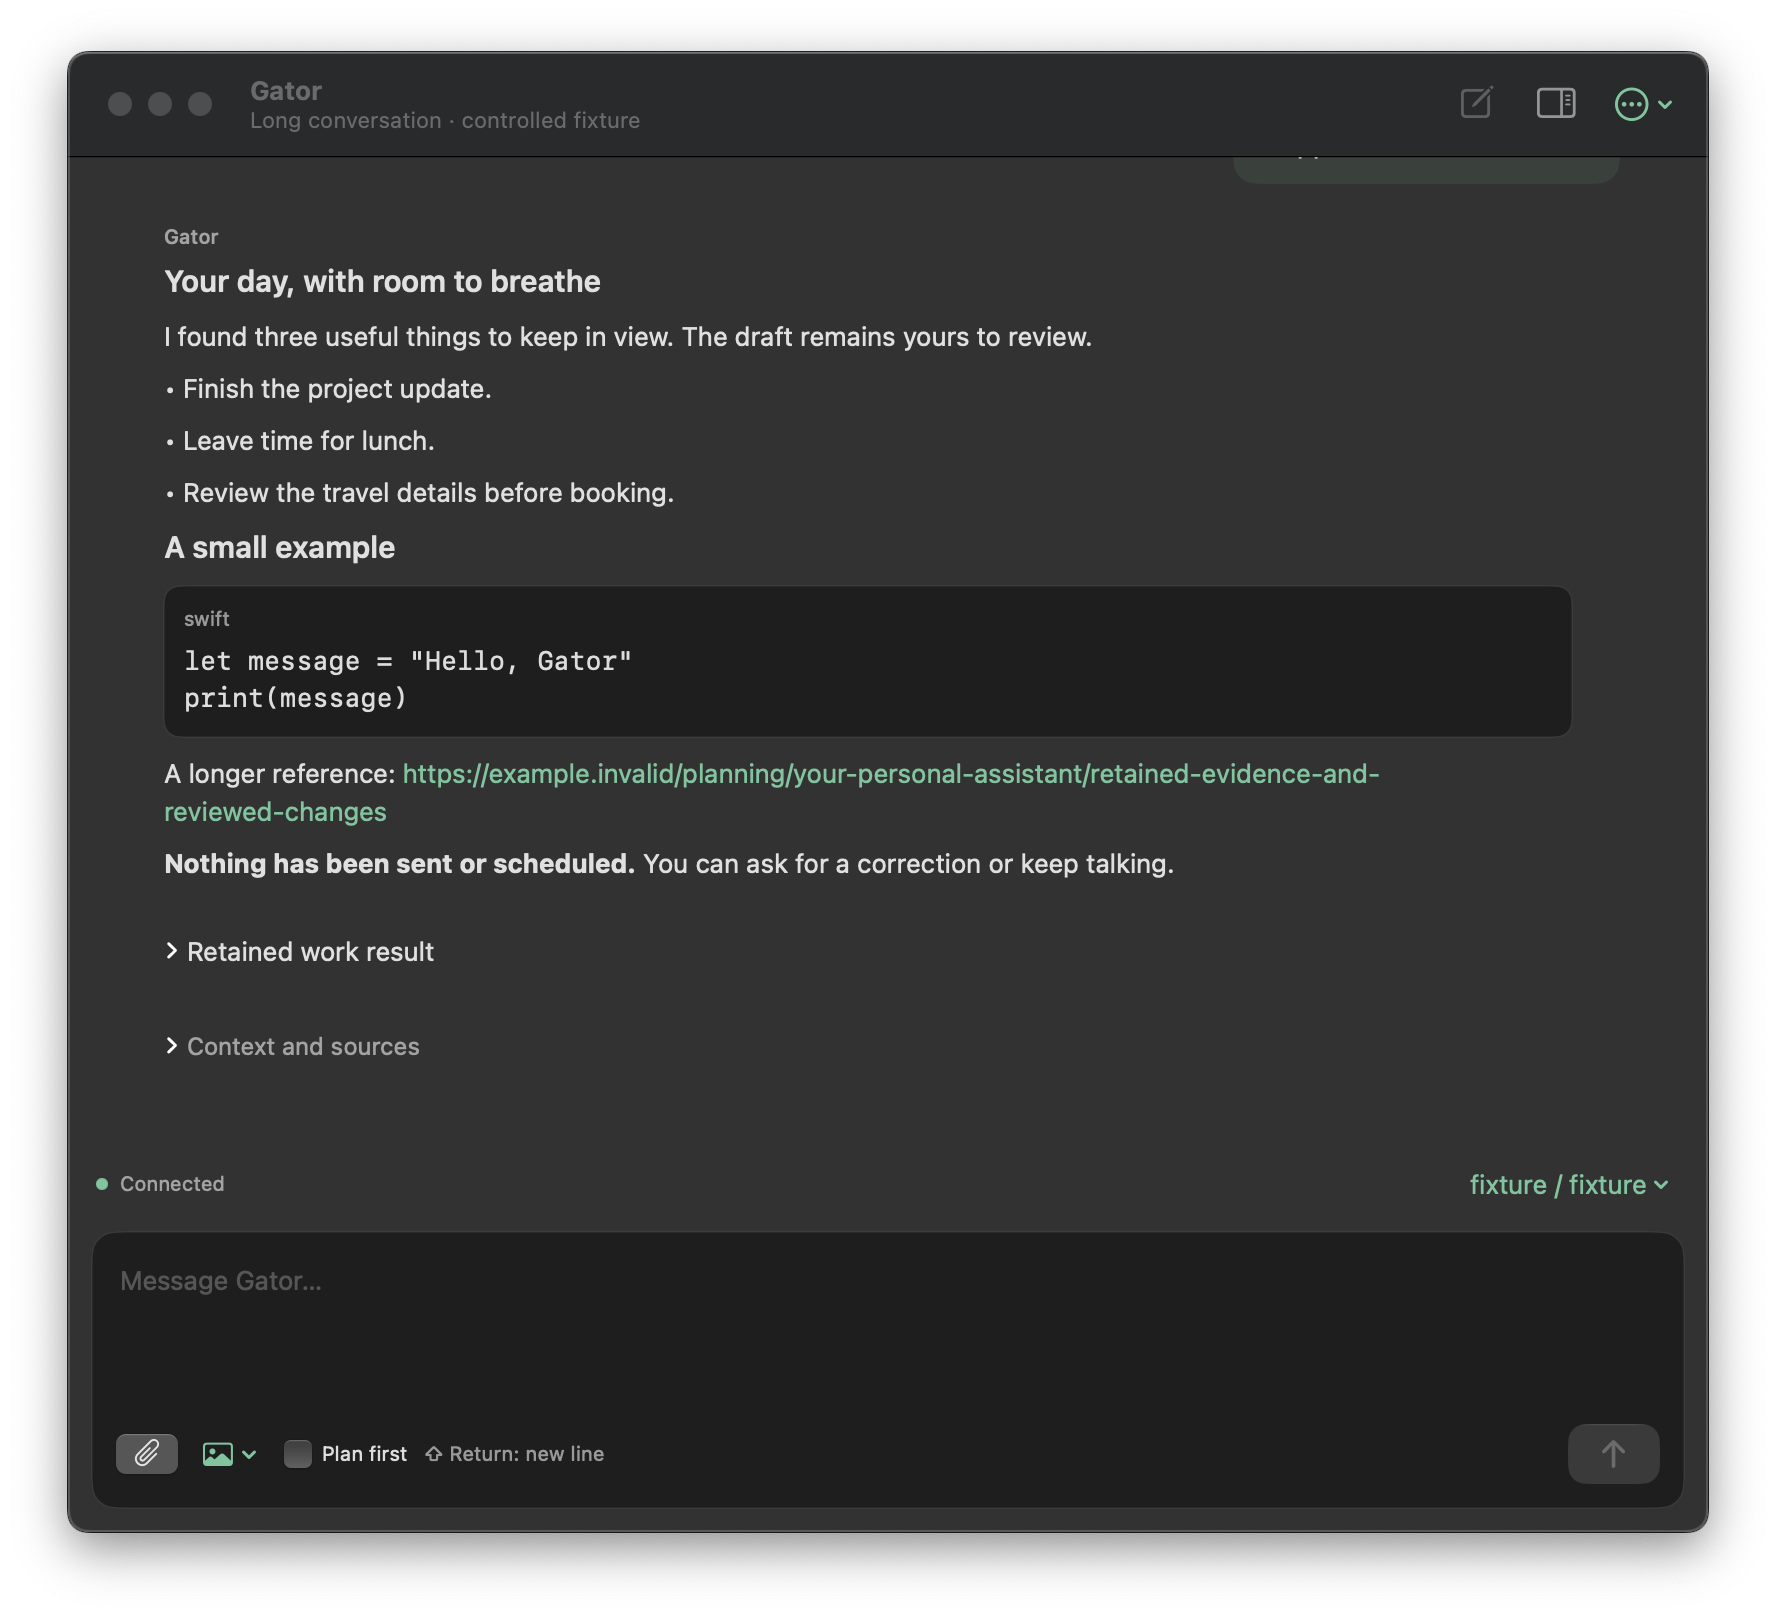 Gator
Long conversation · controlled fixture
Gator
Your day, with room to breathe
I found three useful things to keep in view. The draft remains yours to review.
• Finish the project update.
• Leave time for lunch.
• Review the travel details before booking.
A small example
swift
let message = "Hello, Gator"
print(message)
A longer reference: https://example.invalid/planning/your-personal-assistant/retained-evidence-and-
reviewed-changes
Nothing has been sent or scheduled. You can ask for a correction or keep talking.
Retained work result
Context and sources
Connected
fixture / fixture
Message Gator...
Plan first
⇧ Return: new line